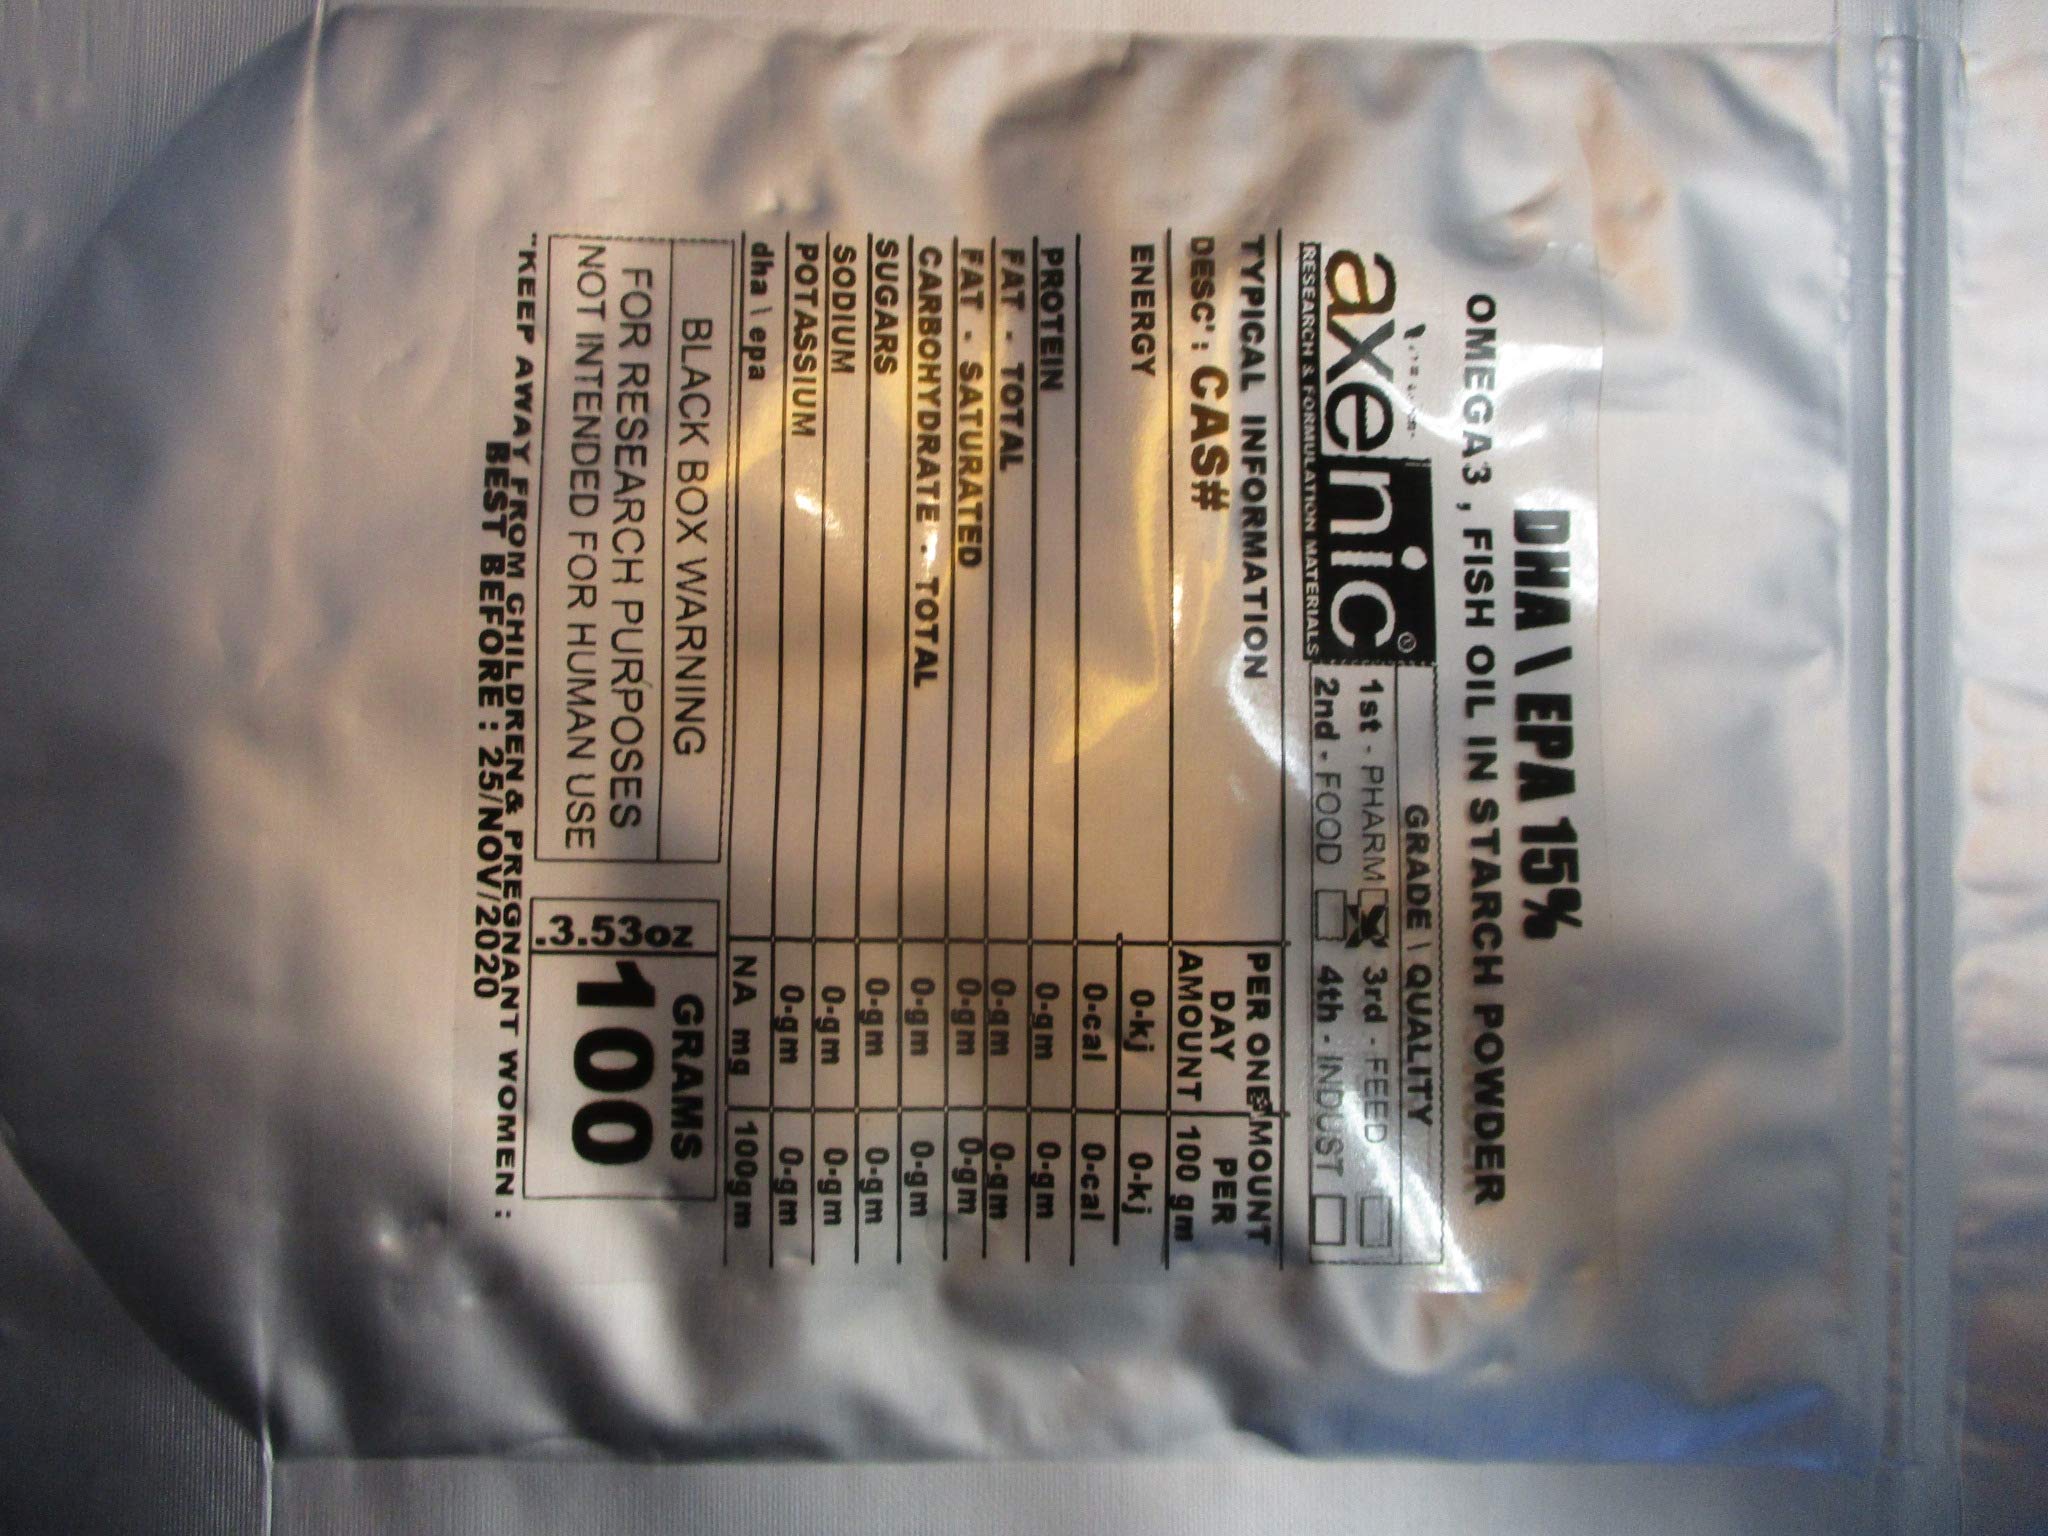 DHA \ EPA 15%
OMEGA3 , FISH OIL IN STARCH POWDER
axenic®
RESEARCH & FORMULATION MATERIALS
GRADE \ QUALITY
1st - PHARM 3rd - FEED
2nd - FOOD 4th - INDUST
TYPICAL INFORMATION PER ONE MOUNT
DAY PER
DESC' : CAS# AMOUNT 100 gm
ENERGY 0-kj 0-kj
0-cal 0-cal
PROTEIN 0-gm 0-gm
FAT - TOTAL 0-gm 0-gm
FAT - SATURATED 0-gm 0-gm
CARBOHYDRATE - TOTAL 0-gm 0-gm
SUGARS 0-gm 0-gm
SODIUM 0-gm 0-gm
POTASSIUM 0-gm 0-gm
dha \ epa NA mg 100gm
BLACK BOX WARNING
FOR RESEARCH PURPOSES
NOT INTENDED FOR HUMAN USE
.3.53oz
GRAMS
100
"KEEP AWAY FROM CHILDREN & PREGNANT WOMEN :
BEST BEFORE : 25/NOV/2020